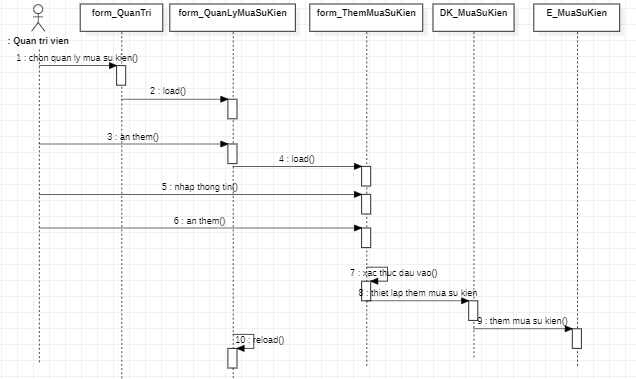 form_QuanTri
form_QuanLyMuaSuKien
form_ThemMuaSuKien
DK_MuaSuKien
E_MuaSuKien
: Quan tri vien
1 : chon quan ly mua su kien()
2 : load()
3 : an them()
4 : load()
5 : nhap thong tin()
6 : an them()
7 : xac thuc dau vao()
8 : thiet lap them mua su kien
9 : them mua su kien()
10 : reload()